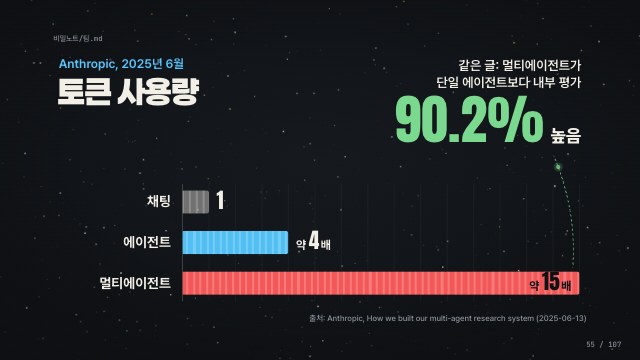 비밀노트/팀.md
Anthropic, 2025년 6월
토큰 사용량
같은 글: 멀티에이전트가
단일 에이전트보다 내부 평가
90.2% 높음
채팅 1
에이전트 약 4배
멀티에이전트 약 15배
출처: Anthropic, How we built our multi-agent research system (2025-06-13)
55 / 107